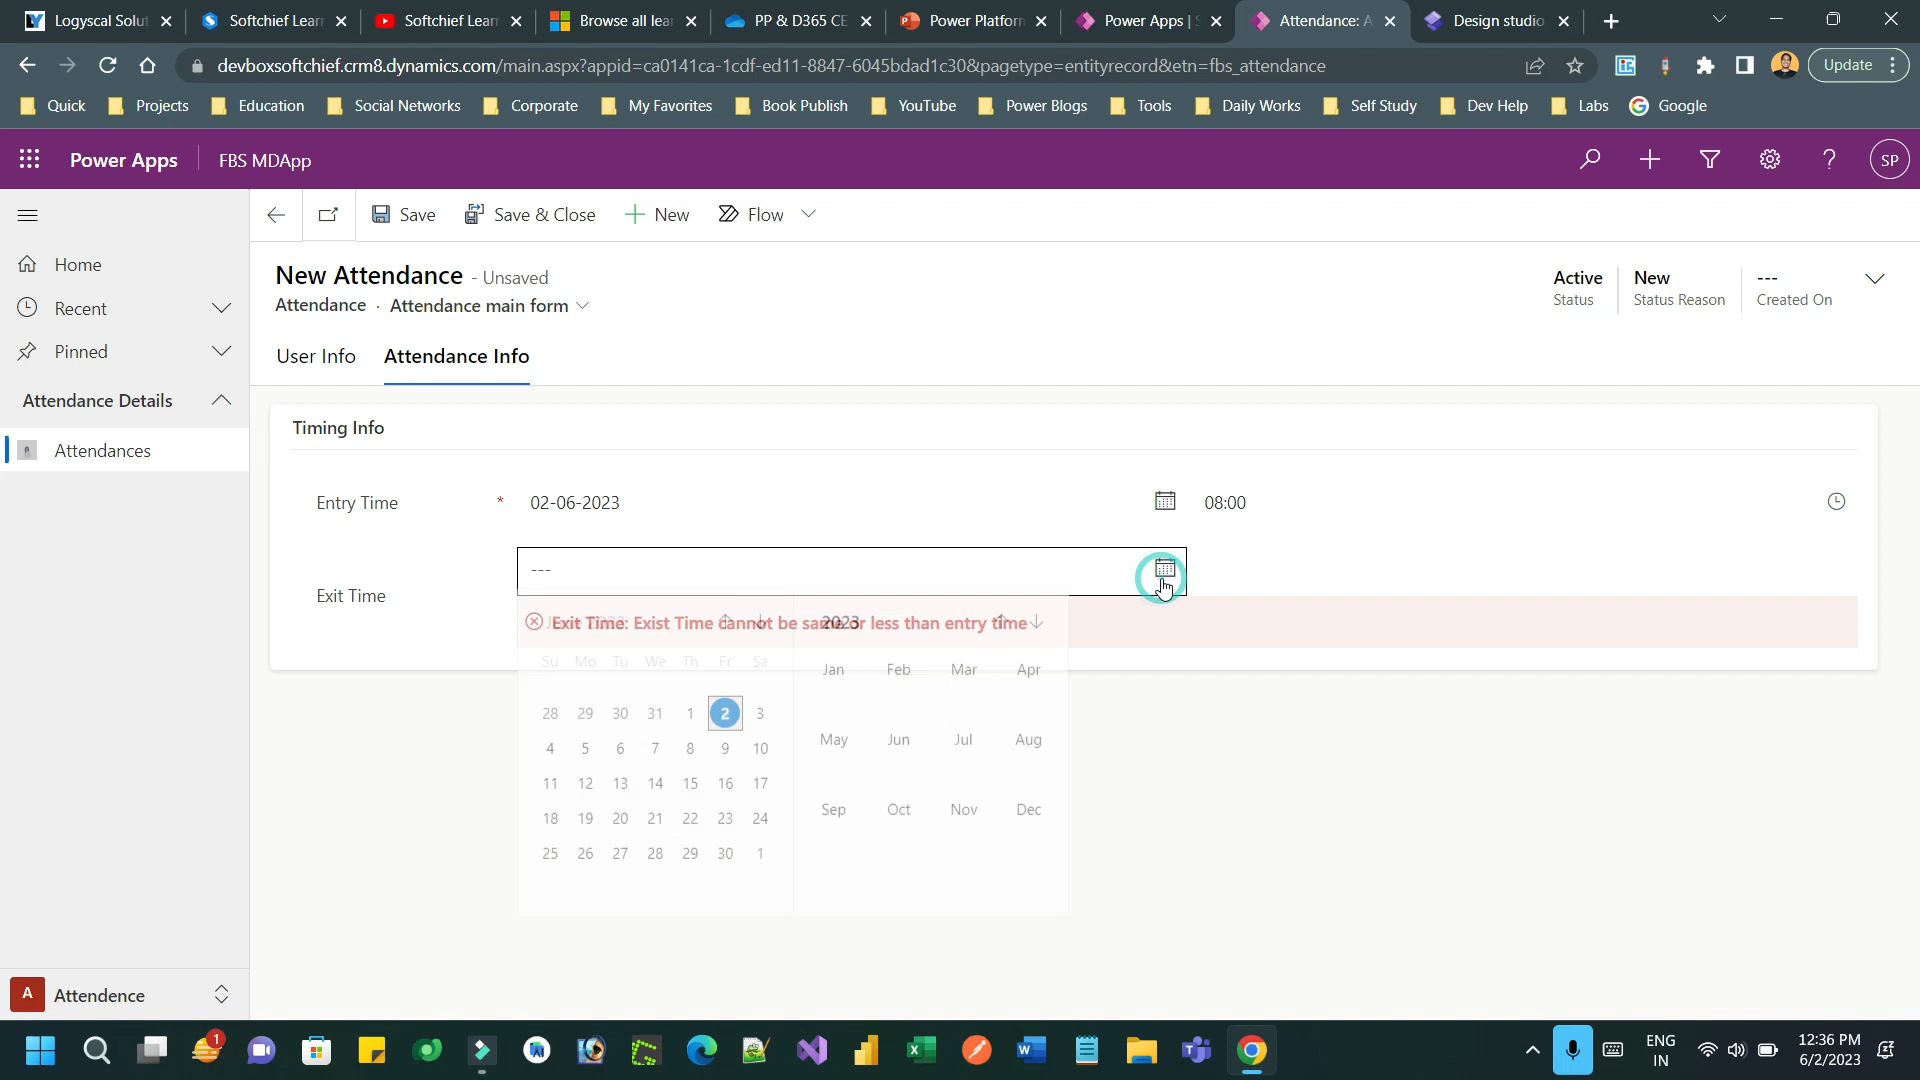 Logyscal Solut
Softchief Lear
Softchief Lear
Browse all lea
PP & D365 CE
Power Platform
Power Apps | S
Attendance: A
Design studio
devboxsoftchief.crm8.dynamics.com/main.aspx?appid=ca0141ca-1cdf-ed11-8847-6045bdad1c30&pagetype=entityrecord&etn=fbs_attendance
Update
Quick
Projects
Education
Social Networks
Corporate
My Favorites
Book Publish
YouTube
Power Blogs
Tools
Daily Works
Self Study
Dev Help
Labs
Google
Power Apps
FBS MDApp
SP
Save
Save & Close
New
Flow
Home
Recent
Pinned
Attendance Details
Attendances
New Attendance - Unsaved
Attendance · Attendance main form
Active
Status
New
Status Reason
---
Created On
User Info
Attendance Info
Timing Info
Entry Time * 02-06-2023 08:00
---
Exit Time
Exit Time: Exist Time cannot be same or less than entry time
June 2023
2023
Su Mo Tu We Th Fr Sa
28 29 30 31 1 2 3
4 5 6 7 8 9 10
11 12 13 14 15 16 17
18 19 20 21 22 23 24
25 26 27 28 29 30 1
Jan Feb Mar Apr
May Jun Jul Aug
Sep Oct Nov Dec
A Attendence
1
ENG
IN
12:36 PM
6/2/2023